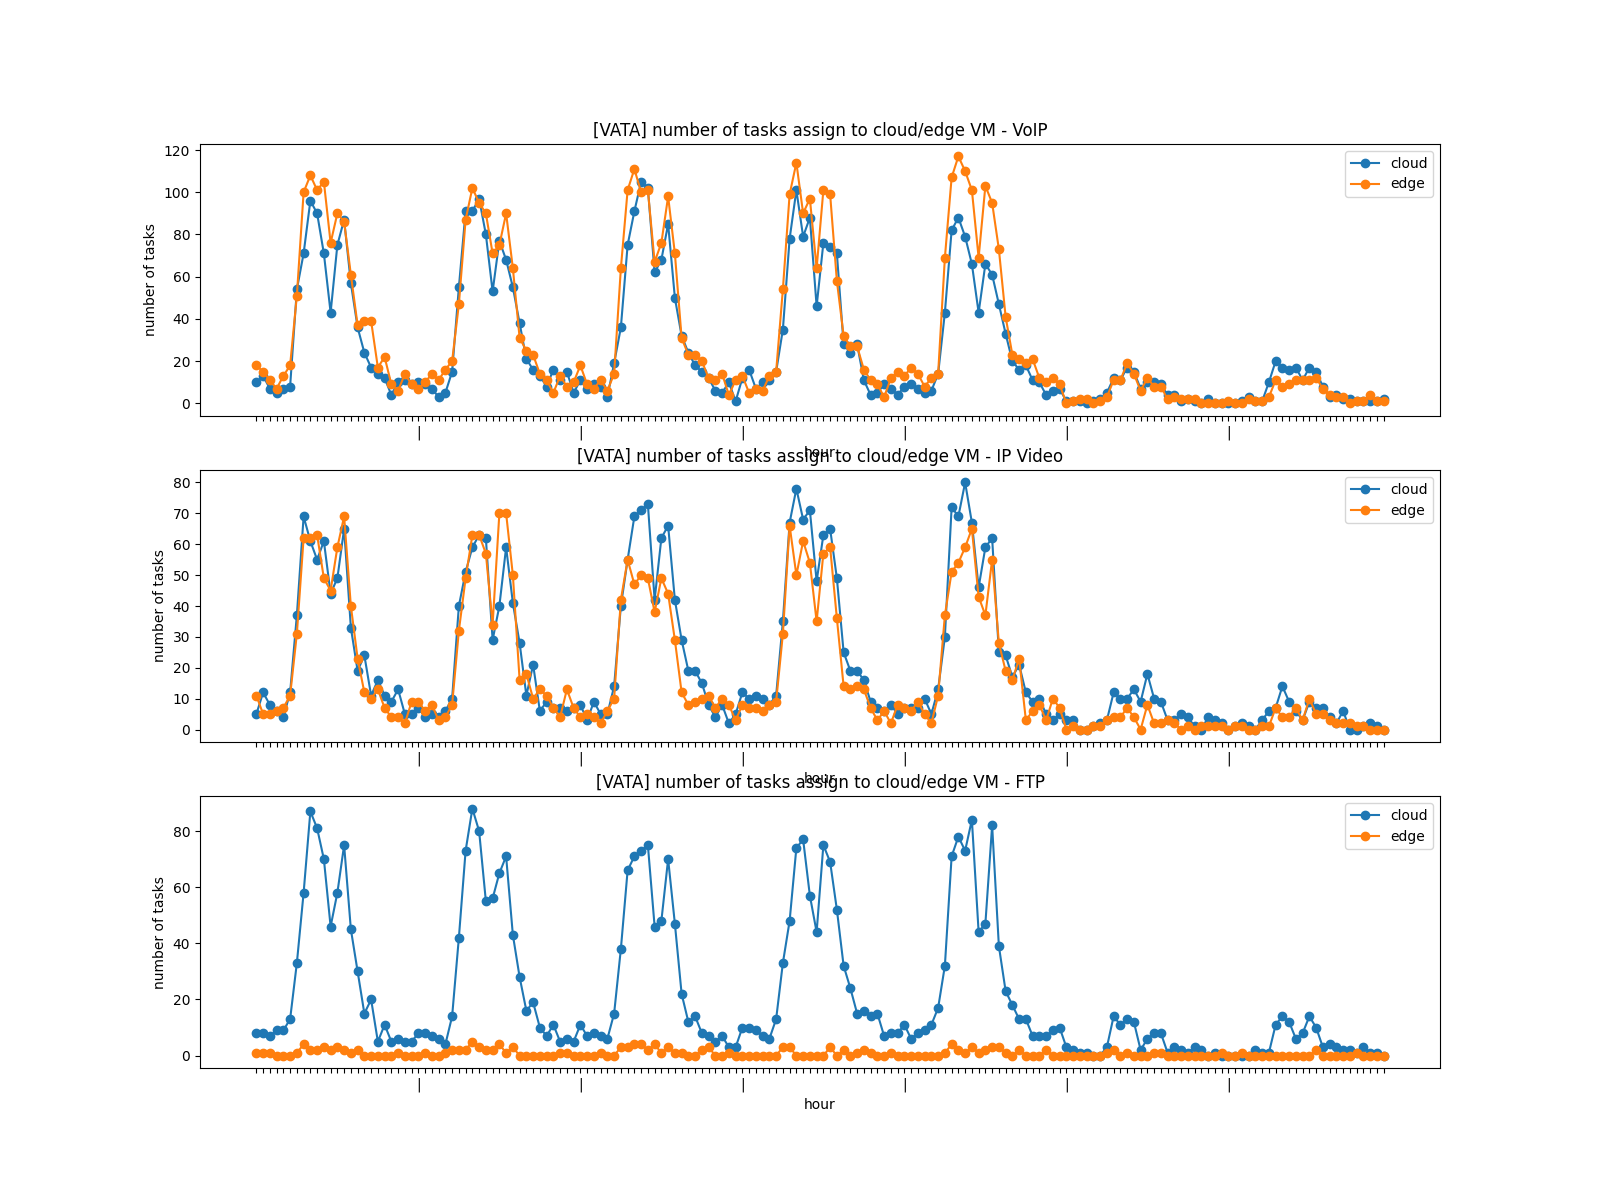 [VATA] number of tasks assign to cloud/edge VM - VoIP
120
100
80
60
40
20
0
number of tasks
cloud
edge
hour
[VATA] number of tasks assign to cloud/edge VM - IP Video
80
70
60
50
40
30
20
10
0
number of tasks
cloud
edge
hour
[VATA] number of tasks assign to cloud/edge VM - FTP
80
60
40
20
0
number of tasks
cloud
edge
hour